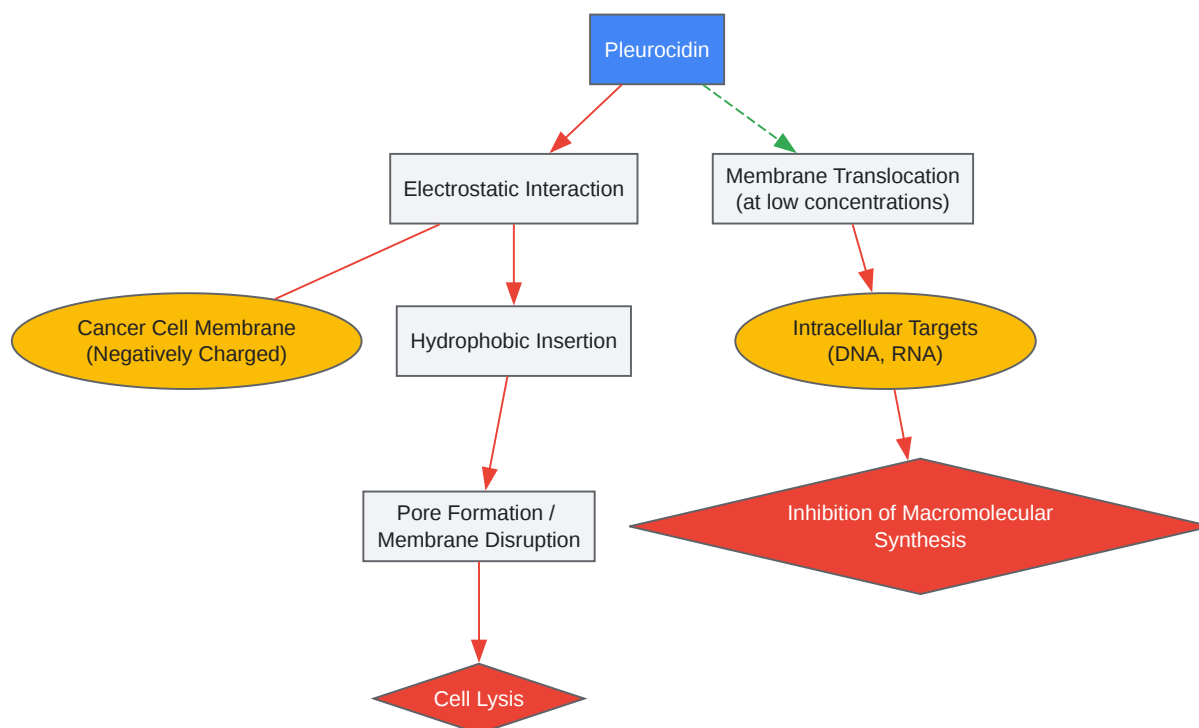 Pleurocidin
Electrostatic Interaction
Membrane Translocation
(at low concentrations)
Cancer Cell Membrane
(Negatively Charged)
Hydrophobic Insertion
Intracellular Targets
(DNA, RNA)
Pore Formation /
Membrane Disruption
Inhibition of Macromolecular
Synthesis
Cell Lysis